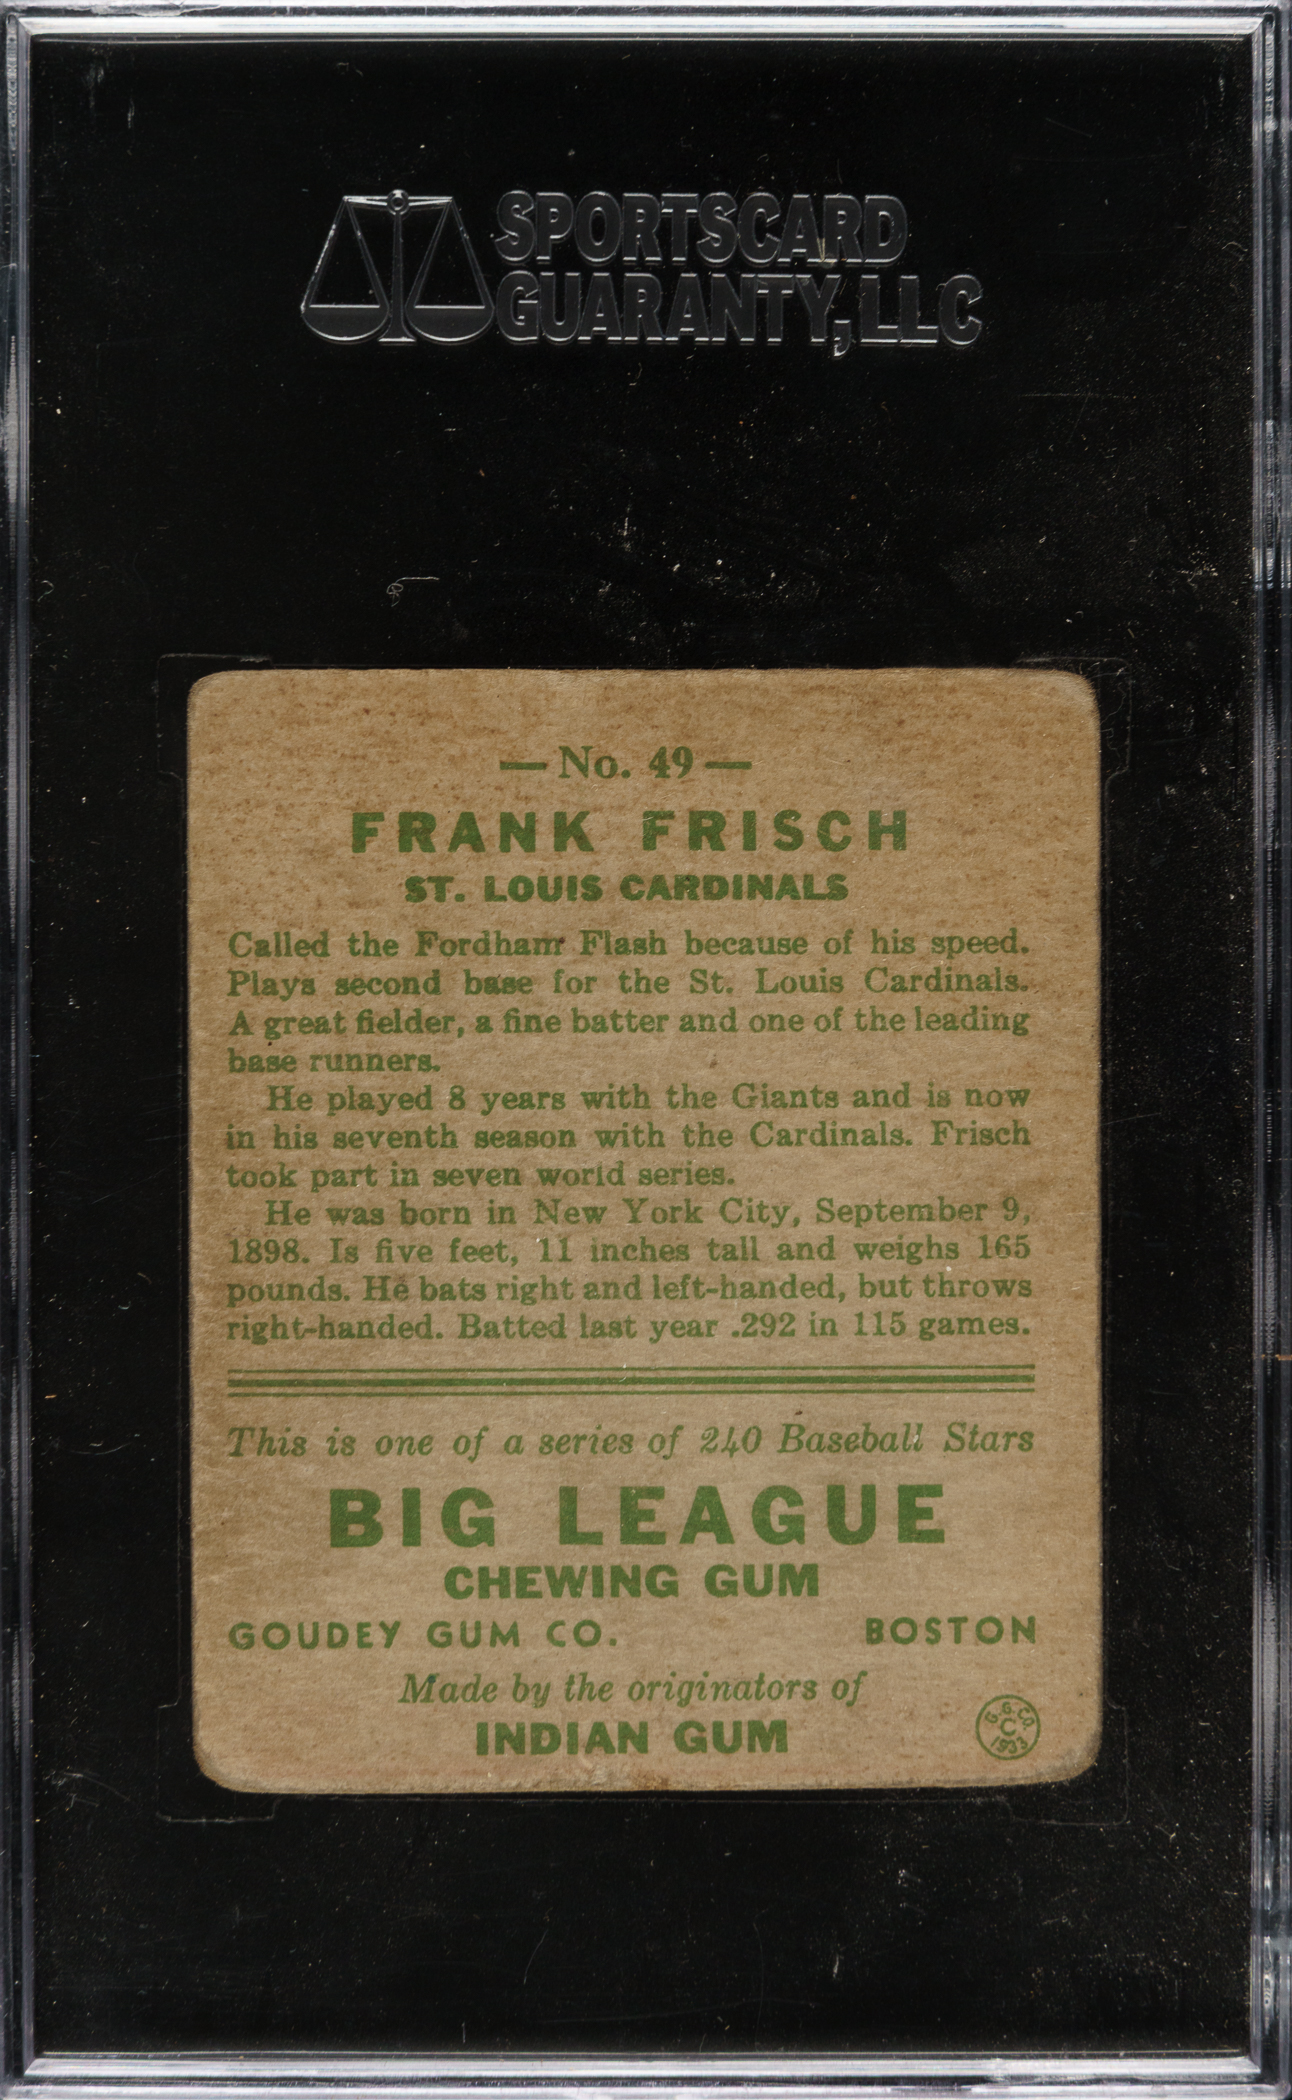 SPORTSCARD
GUARANTY, LLC
— No. 49 —
FRANK FRISCH
ST. LOUIS CARDINALS
Called the Fordham Flash because of his speed.
Plays second base for the St. Louis Cardinals.
A great fielder, a fine batter and one of the leading
base runners.
He played 8 years with the Giants and is now
in his seventh season with the Cardinals. Frisch
took part in seven world series.
He was born in New York City, September 9,
1898. Is five feet, 11 inches tall and weighs 165
pounds. He bats right and left-handed, but throws
right-handed. Batted last year .292 in 115 games.
This is one of a series of 240 Baseball Stars
BIG LEAGUE
CHEWING GUM
GOUDEY GUM CO. BOSTON
Made by the originators of
INDIAN GUM
G. G. CO.
C
1933